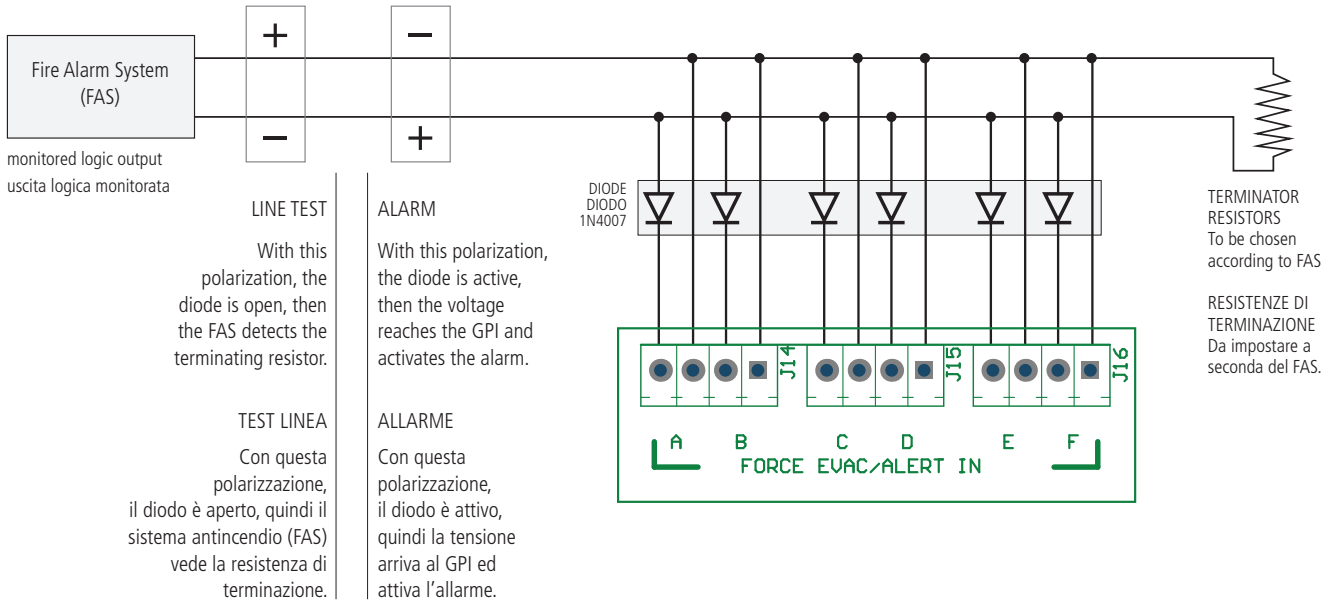 Fire Alarm System
(FAS)
monitored logic output
uscita logica monitorata
+
−
−
+
LINE TEST
With this
polarization, the
diode is open, then
the FAS detects the
terminating resistor.
TEST LINEA
Con questa
polarizzazione,
il diodo è aperto, quindi il
sistema antincendio (FAS)
vede la resistenza di
terminazione.
ALARM
With this polarization,
the diode is active,
then the voltage
reaches the GPI and
activates the alarm.
ALLARME
Con questa
polarizzazione,
il diodo è attivo,
quindi la tensione
arriva al GPI ed
attiva l'allarme.
DIODE
DIODO
1N4007
J14
J15
J16
A B C D E F
FORCE EVAC/ALERT IN
TERMINATOR
RESISTORS
To be chosen
according to FAS
RESISTENZE DI
TERMINAZIONE
Da impostare a
seconda del FAS.